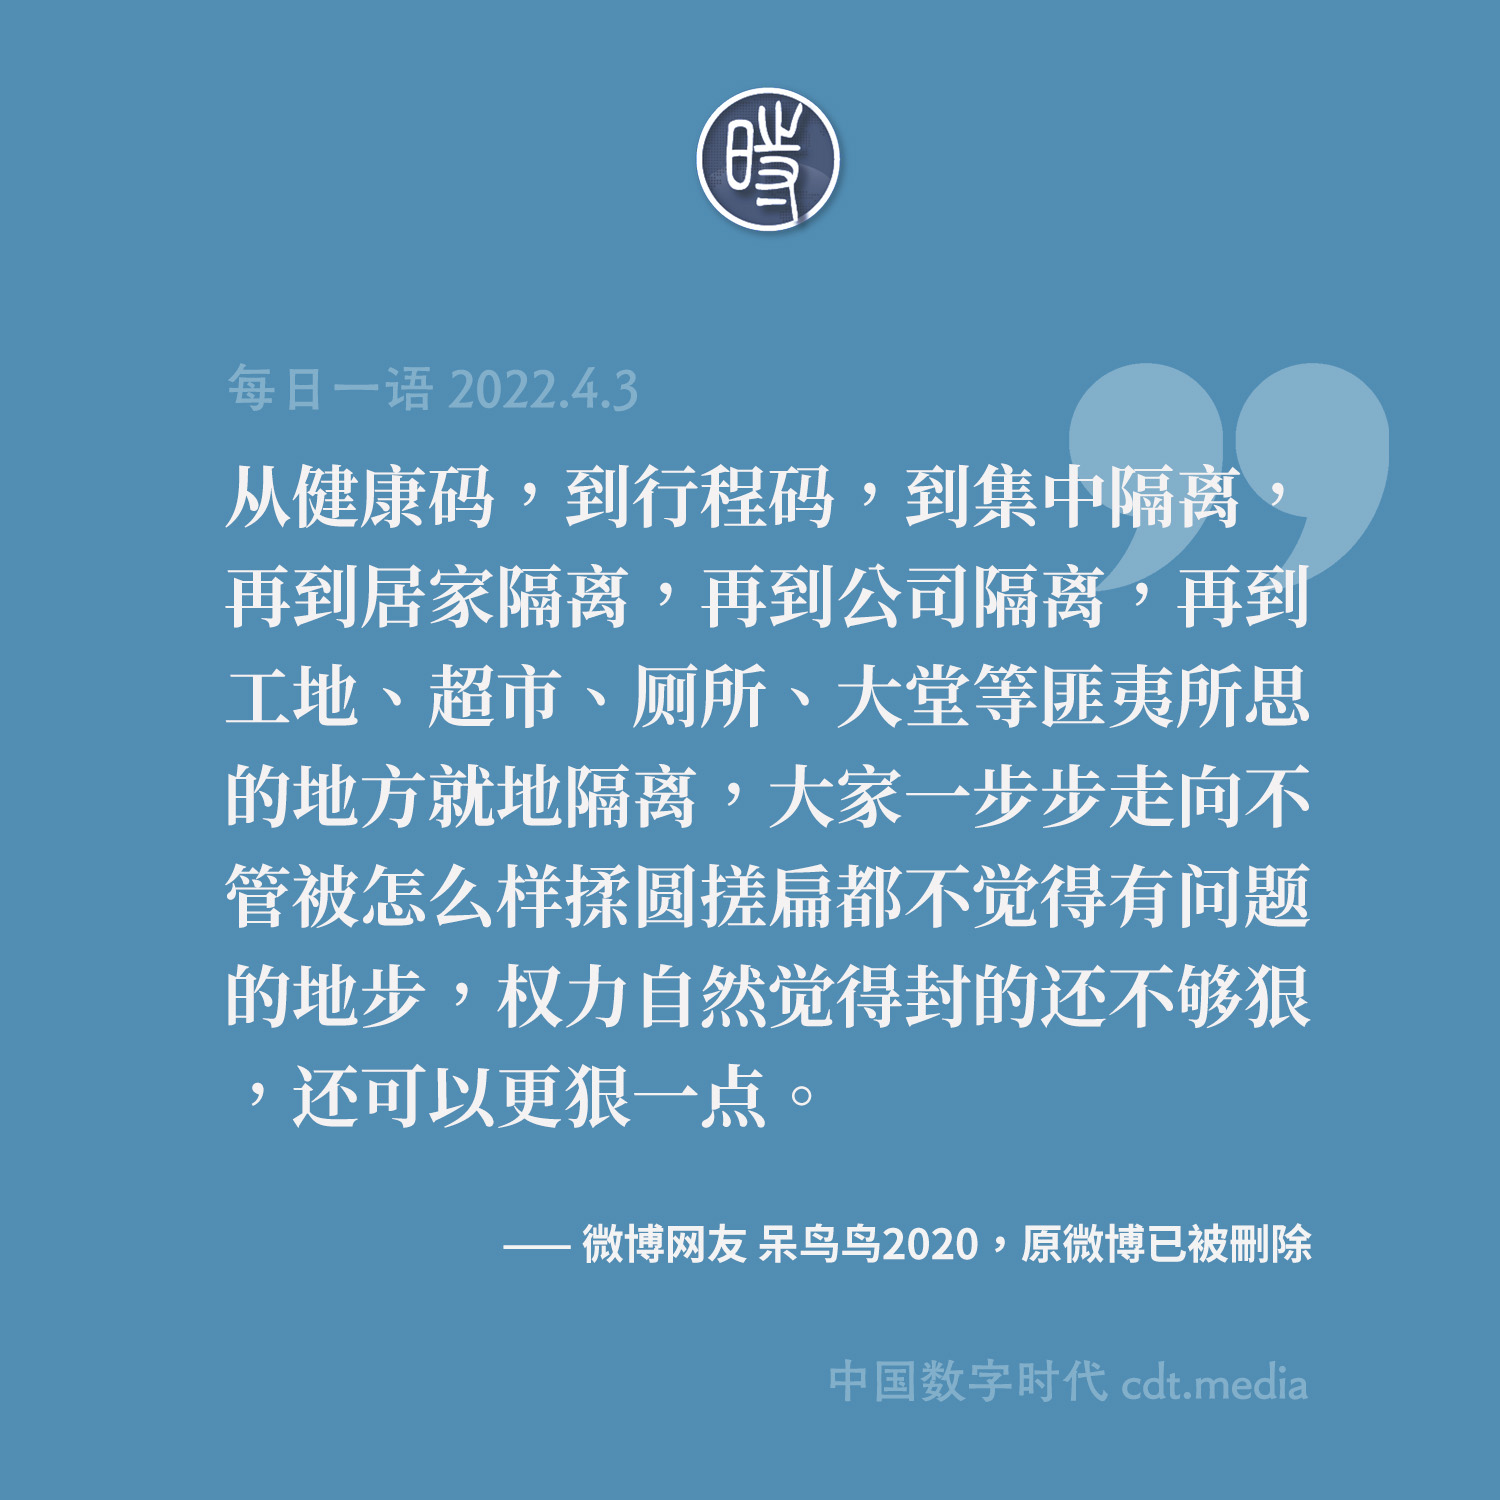 時
每日一语 2022.4.3
从健康码，到行程码，到集中隔离，
再到居家隔离，再到公司隔离，再到
工地、超市、厕所、大堂等匪夷所思
的地方就地隔离，大家一步步走向不
管被怎么样揉圆搓扁都不觉得有问题
的地步，权力自然觉得封的还不够狠
，还可以更狠一点。
—— 微博网友 呆鸟鸟2020，原微博已被刪除
中国数字时代 cdt.media